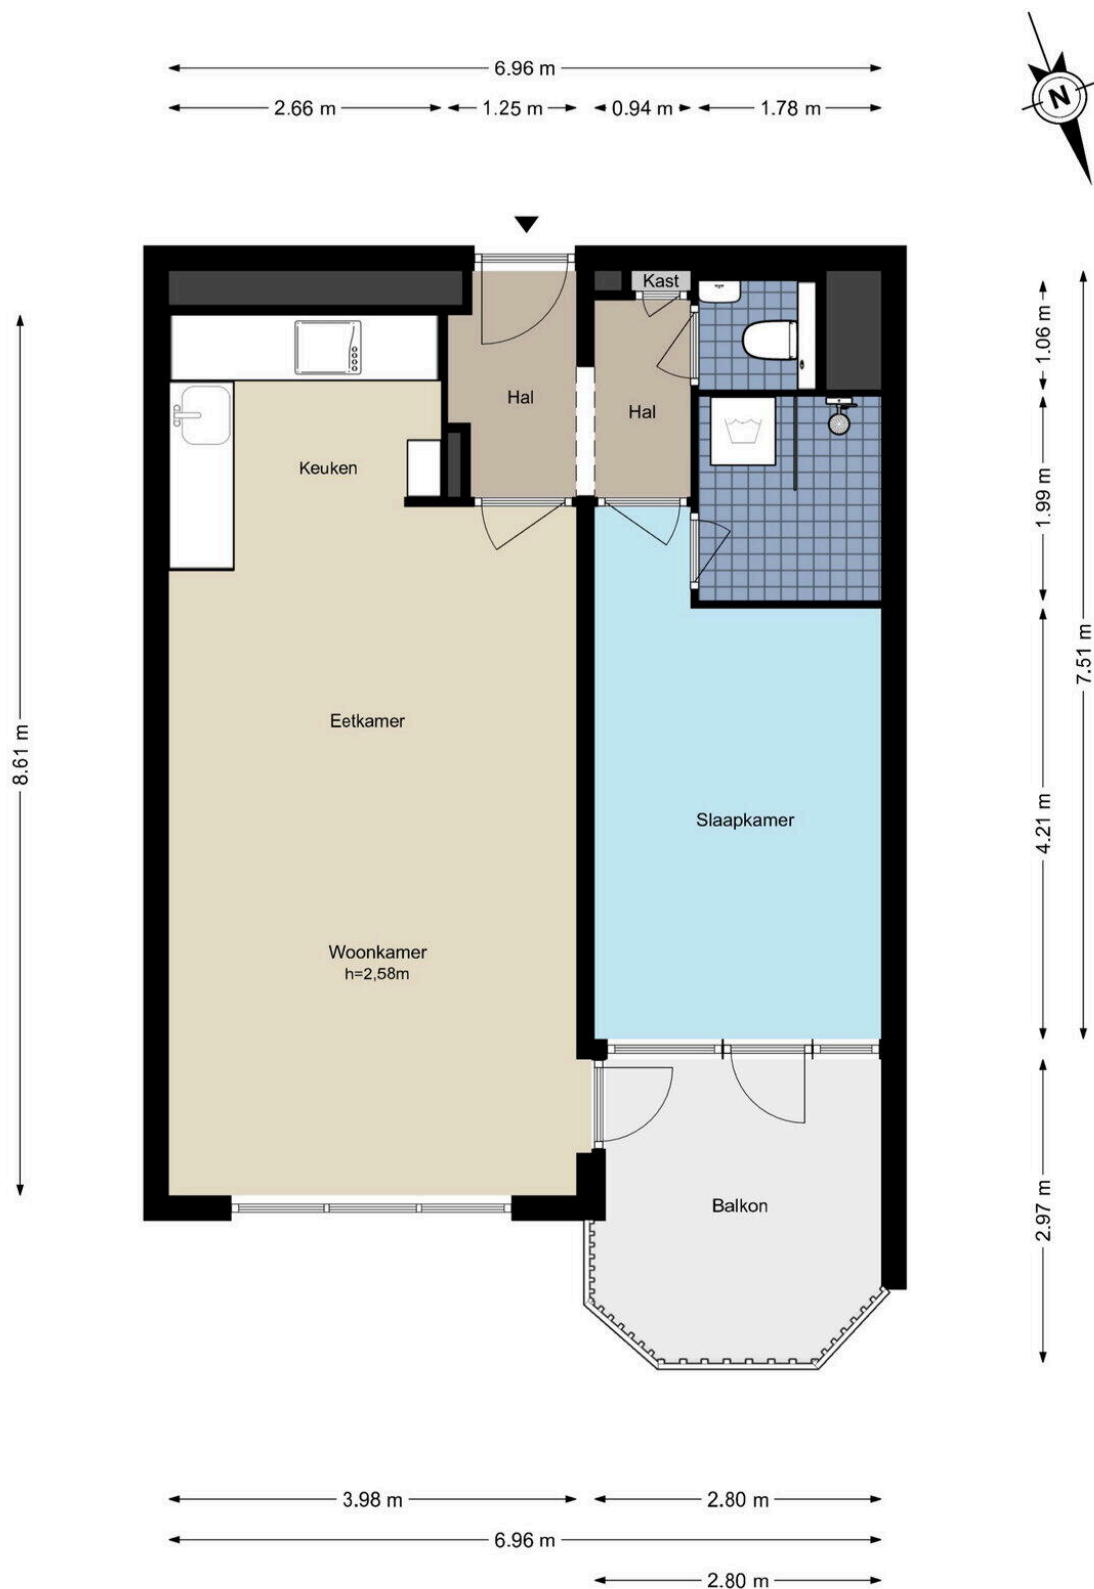 6.96 m
2.66 m
1.25 m
0.94 m
1.78 m
N
Kast
1.06 m
Hal
Hal
Keuken
1.99 m
7.51 m
Eetkamer
8.61 m
Slaapkamer
4.21 m
Woonkamer
h=2,58m
Balkon
2.97 m
3.98 m
2.80 m
6.96 m
2.80 m